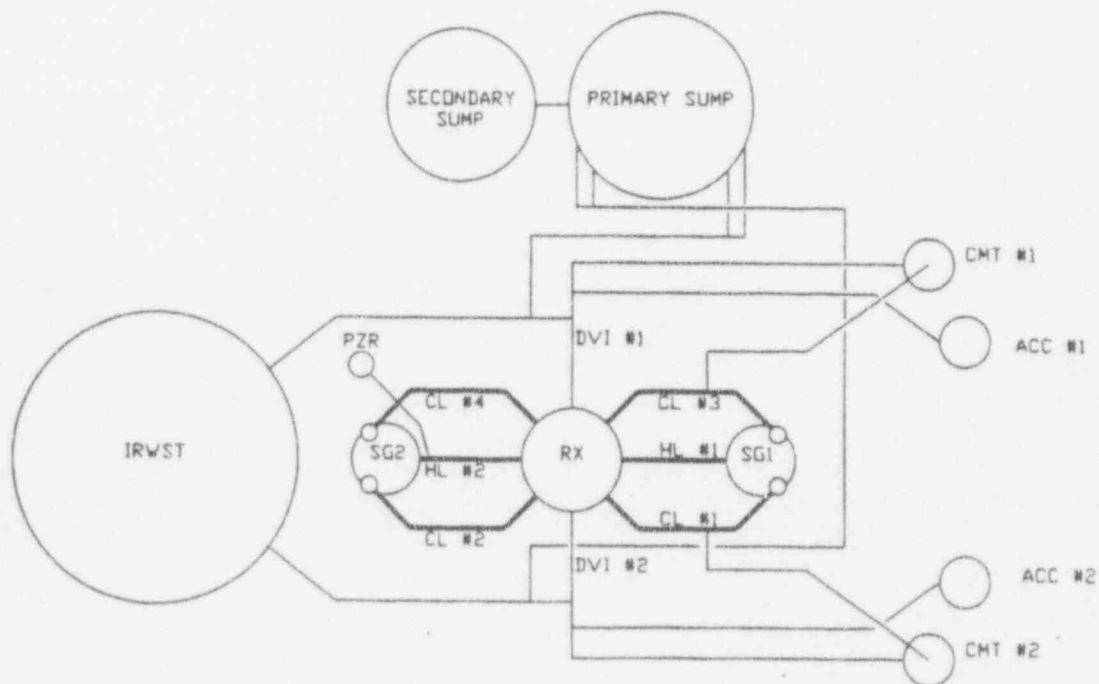 SECONDARY
SUMP
PRIMARY SUMP
CMT #1
PZR
DVI #1
ACC #1
CL #4
CL #3
IRWST
SG2
HL #2
RX
HL #1
SG1
CL #2
CL #1
DVI #2
ACC #2
CMT #2